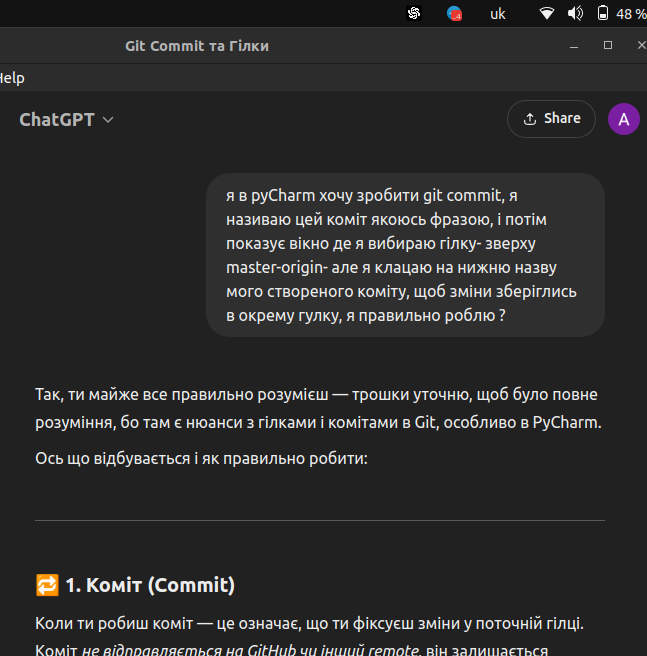 uk
48 %
Git Commit та Гілки
Help
ChatGPT
Share
A
я в pyCharm хочу зробити git commit, я
називаю цей коміт якоюсь фразою, і потім
показує вікно де я вибираю гілку- зверху
master-origin- але я клацаю на нижню назву
мого створеного коміту, щоб зміни зберіглись
в окрему гулку, я правильно роблю ?
Так, ти майже все правильно розумієш — трошки уточню, щоб було повне
розуміння, бо там є нюанси з гілками і комітами в Git, особливо в PyCharm.
Ось що відбувається і як правильно робити:
1. Коміт (Commit)
Коли ти робиш коміт — це означає, що ти фіксуєш зміни у поточній гілці.
Коміт не відправляється на GitHub чи інший remote, він залишається